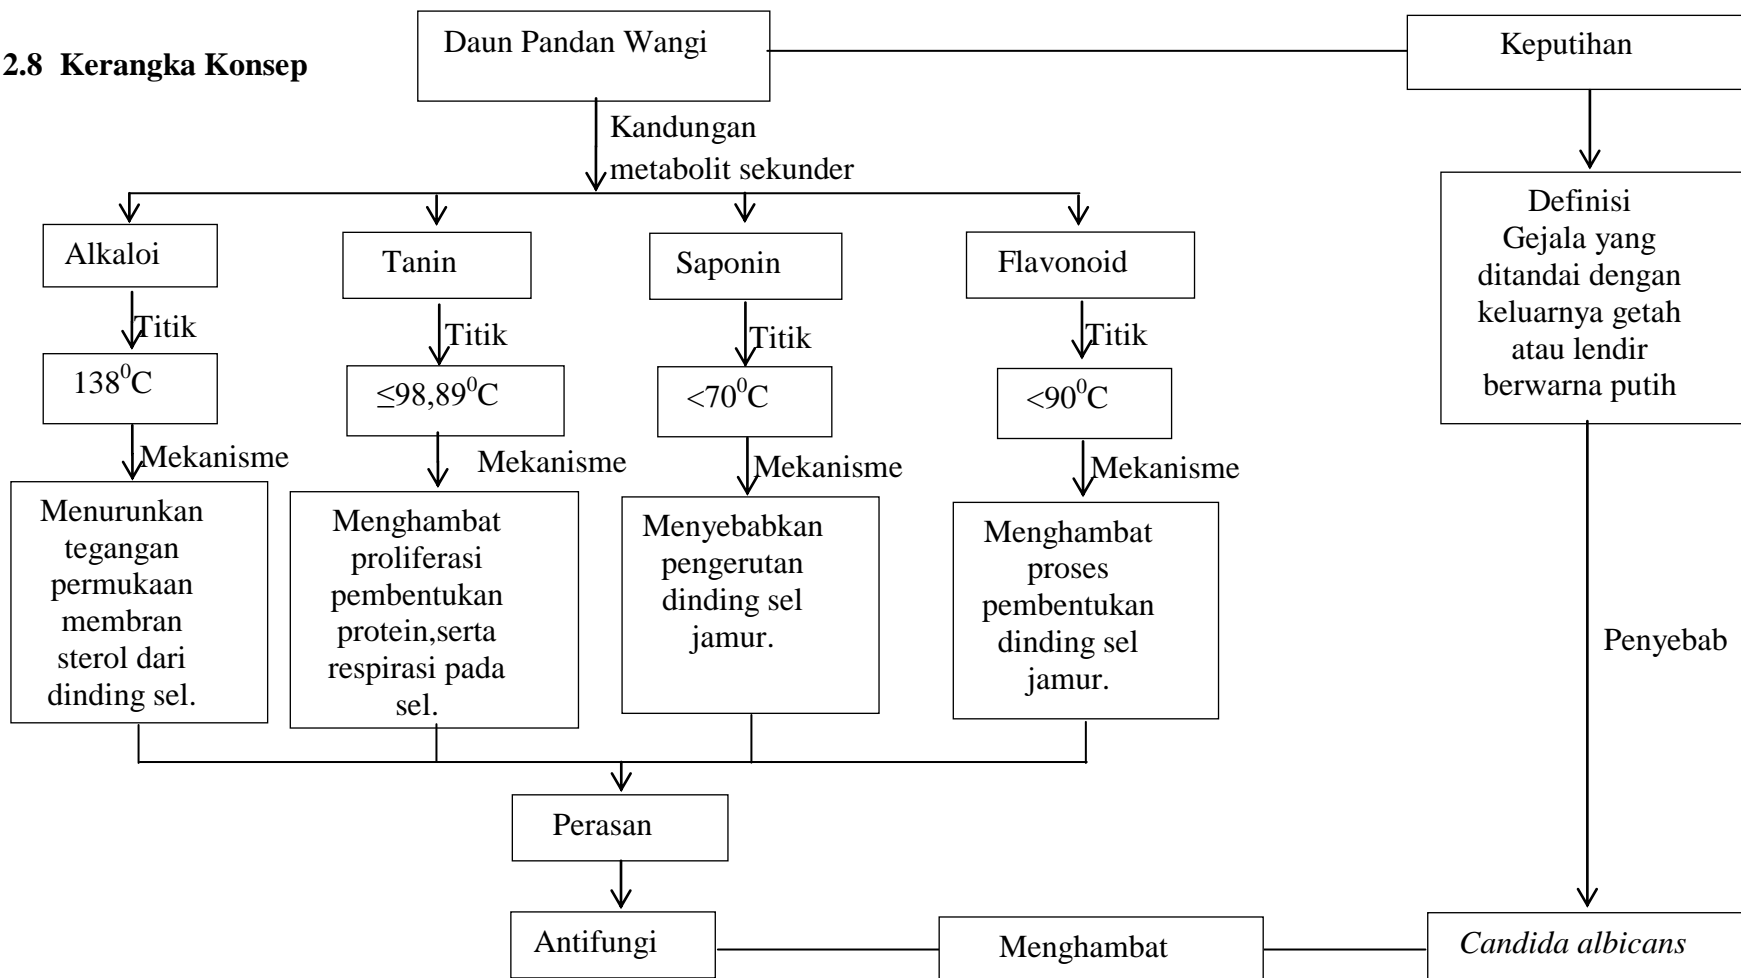 2.8 Kerangka Konsep
Daun Pandan Wangi
Keputihan
Kandungan
metabolit sekunder
Alkaloi
Tanin
Saponin
Flavonoid
Definisi
Gejala yang
ditandai dengan
keluarnya getah
atau lendir
berwarna putih
Titik
Titik
Titik
Titik
138⁰C
≤98,89⁰C
<70⁰C
<90⁰C
Mekanisme
Mekanisme
Mekanisme
Mekanisme
Menurunkan
tegangan
permukaan
membran
sterol dari
dinding sel.
Menghambat
proliferasi
pembentukan
protein,serta
respirasi pada
sel.
Menyebabkan
pengerutan
dinding sel
jamur.
Menghambat
proses
pembentukan
dinding sel
jamur.
Penyebab
Perasan
Antifungi
Menghambat
Candida albicans